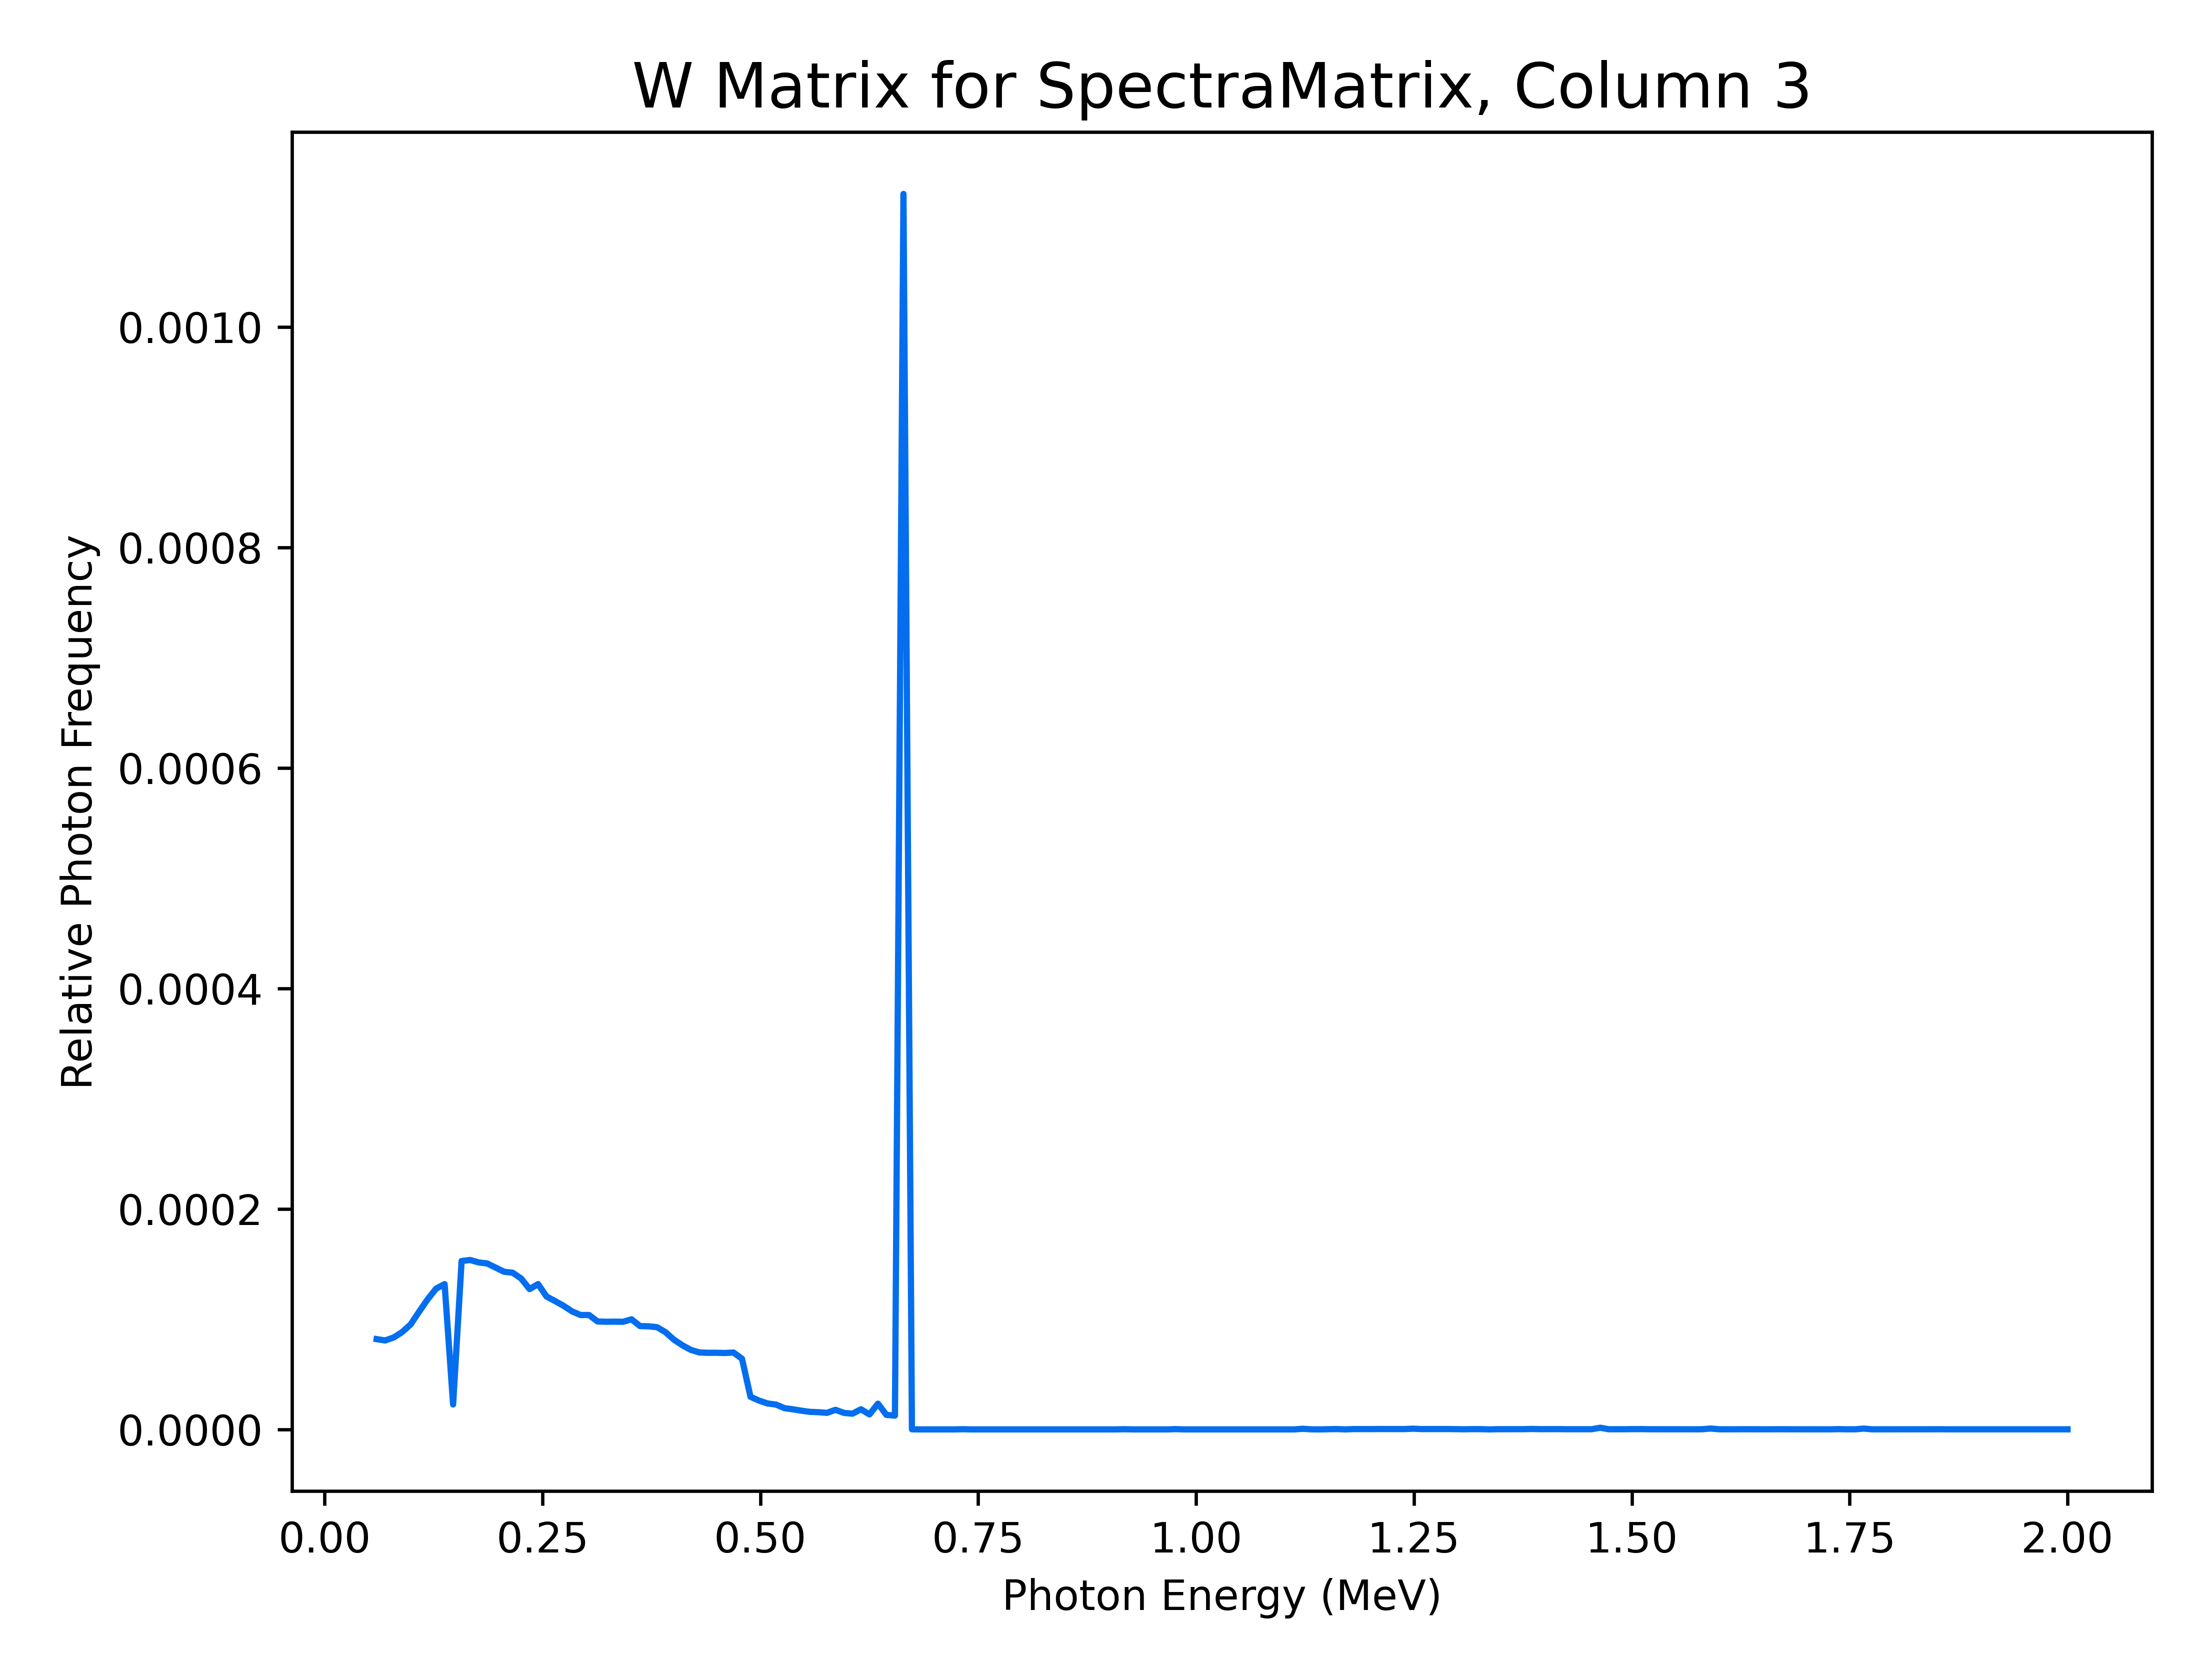 W Matrix for SpectraMatrix, Column 3
Relative Photon Frequency
0.0010
0.0008
0.0006
0.0004
0.0002
0.0000
0.00 0.25 0.50 0.75 1.00 1.25 1.50 1.75 2.00
Photon Energy (MeV)